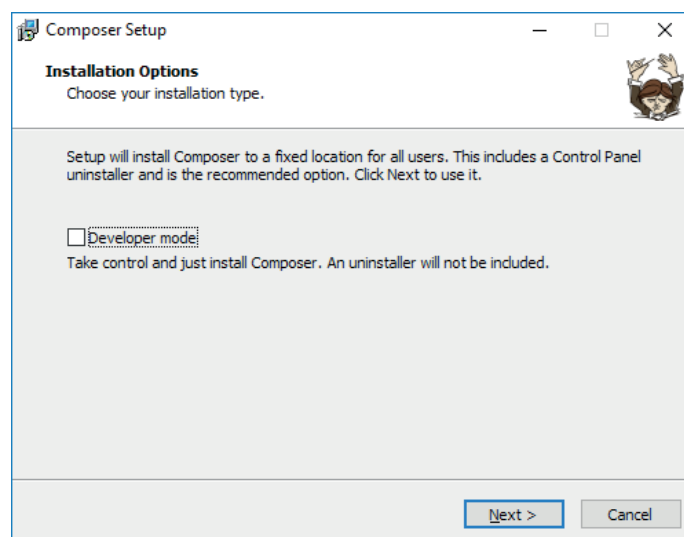 Composer Setup
Installation Options
Choose your installation type.
Setup will install Composer to a fixed location for all users. This includes a Control Panel
uninstaller and is the recommended option. Click Next to use it.
Developer mode
Take control and just install Composer. An uninstaller will not be included.
Next >
Cancel